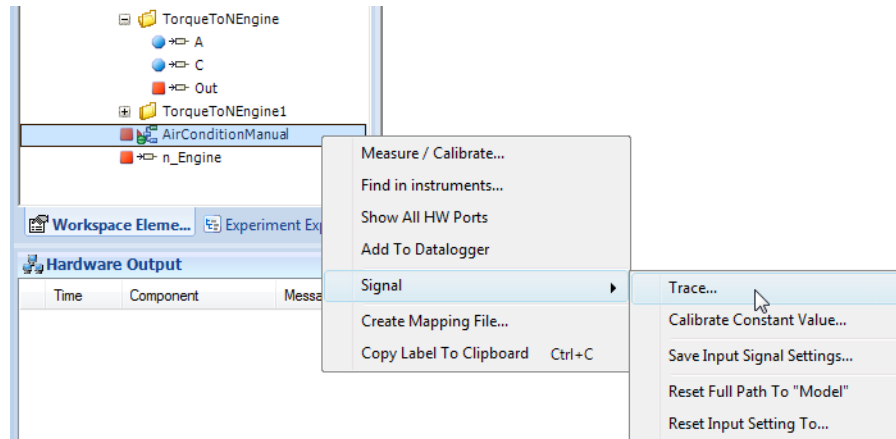 TorqueToNEngine
A
C
Out
TorqueToNEngine1
AirConditionManual
n_Engine
Measure / Calibrate...
Find in instruments...
Show All HW Ports
Add To Datalogger
Signal
Create Mapping File...
Copy Label To Clipboard Ctrl+C
Trace...
Calibrate Constant Value...
Save Input Signal Settings...
Reset Full Path To "Model"
Reset Input Setting To...
Workspace Eleme... Experiment Ex
Hardware Output
Time Component Messa